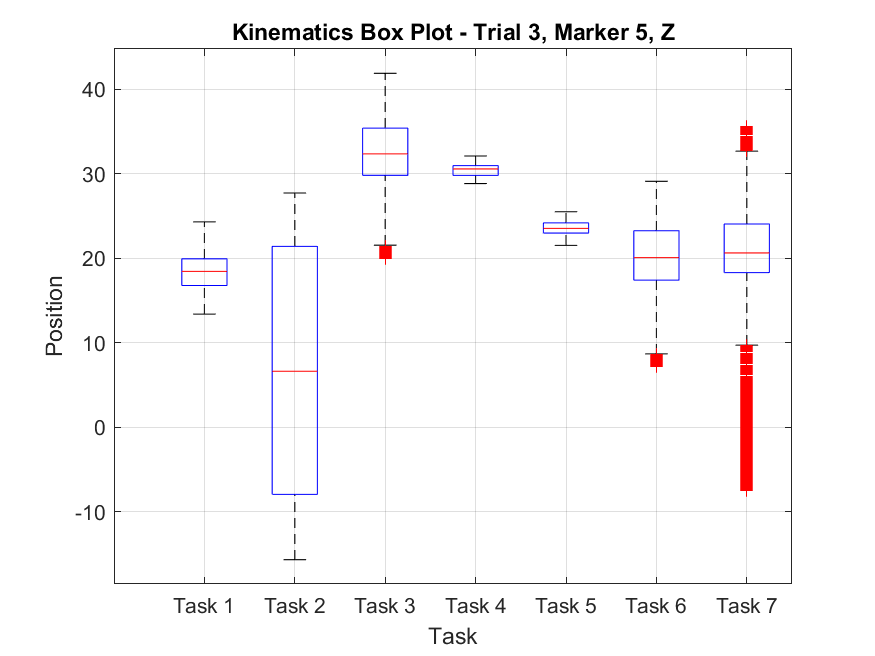 Kinematics Box Plot - Trial 3, Marker 5, Z
40
30
20
10
0
-10
Position
Task 1 Task 2 Task 3 Task 4 Task 5 Task 6 Task 7
Task